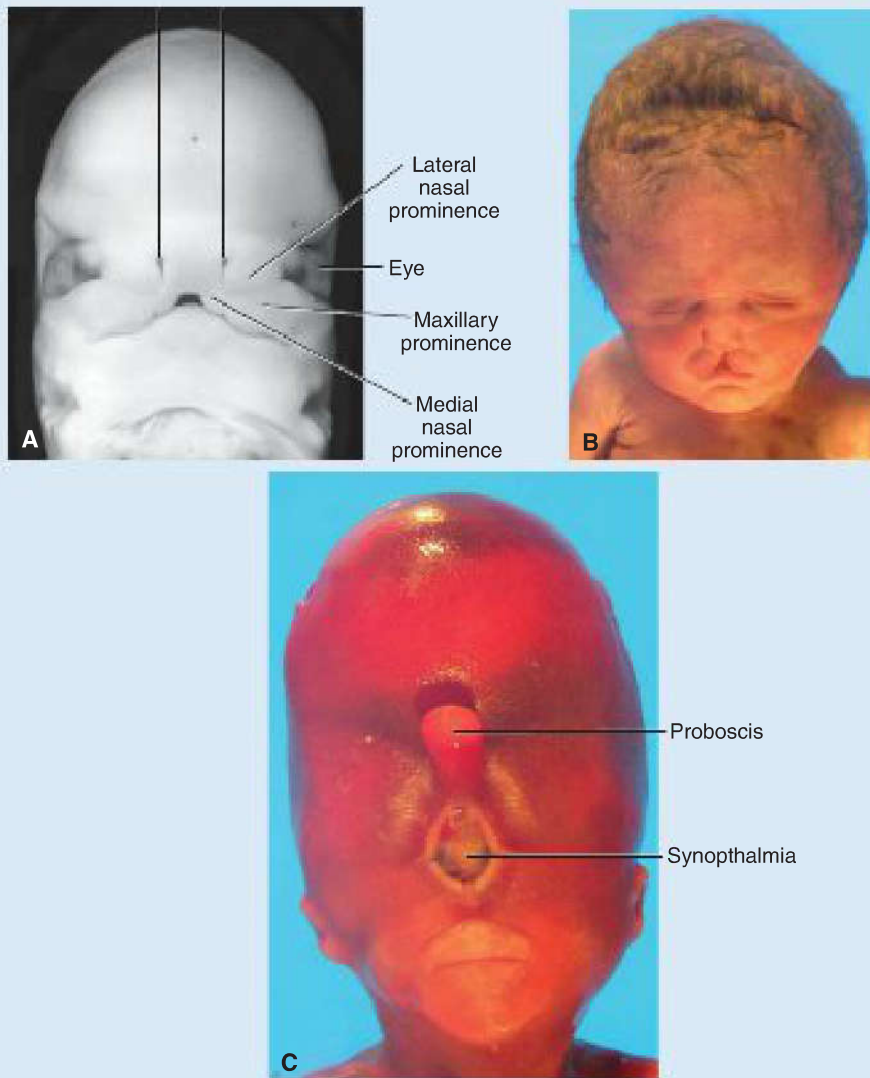 Lateral
nasal
prominence
Eye
Maxillary
prominence
Medial
nasal
prominence
A
B
Proboscis
Synopthalmia
C